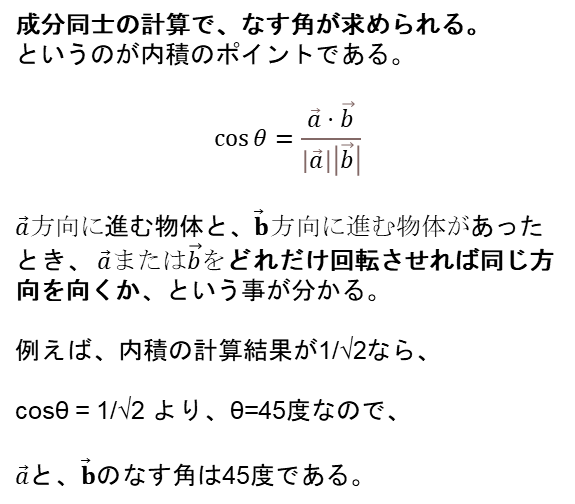 成分同士の計算で、なす角が求められる。
というのが内積のポイントである。
cos θ = (a⃗ · b⃗) / (|a⃗||b⃗|)
a⃗方向に進む物体と、b⃗方向に進む物体があった
とき、a⃗またはb⃗をどれだけ回転させれば同じ方
向を向くか、という事が分かる。
例えば、内積の計算結果が1/√2なら、
cosθ = 1/√2 より、θ=45度なので、
a⃗と、b⃗のなす角は45度である。